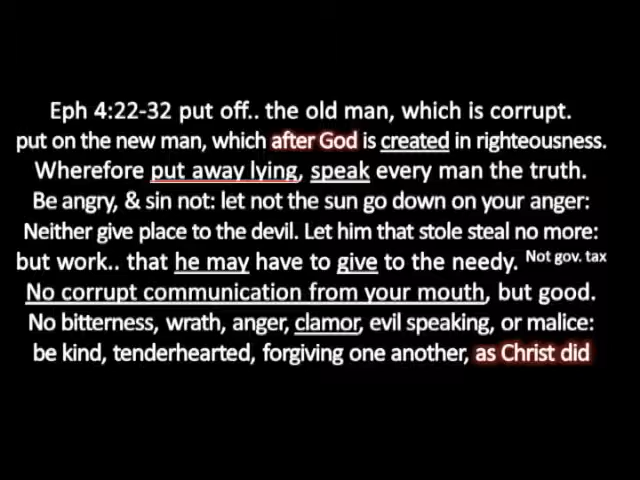 Eph 4:22-32 put off.. the old man, which is corrupt.
put on the new man, which after God is created in righteousness.
Wherefore put away lying, speak every man the truth.
Be angry, & sin not: let not the sun go down on your anger:
Neither give place to the devil. Let him that stole steal no more:
but work.. that he may have to give to the needy. Not gov. tax
No corrupt communication from your mouth, but good.
No bitterness, wrath, anger, clamor, evil speaking, or malice:
be kind, tenderhearted, forgiving one another, as Christ did